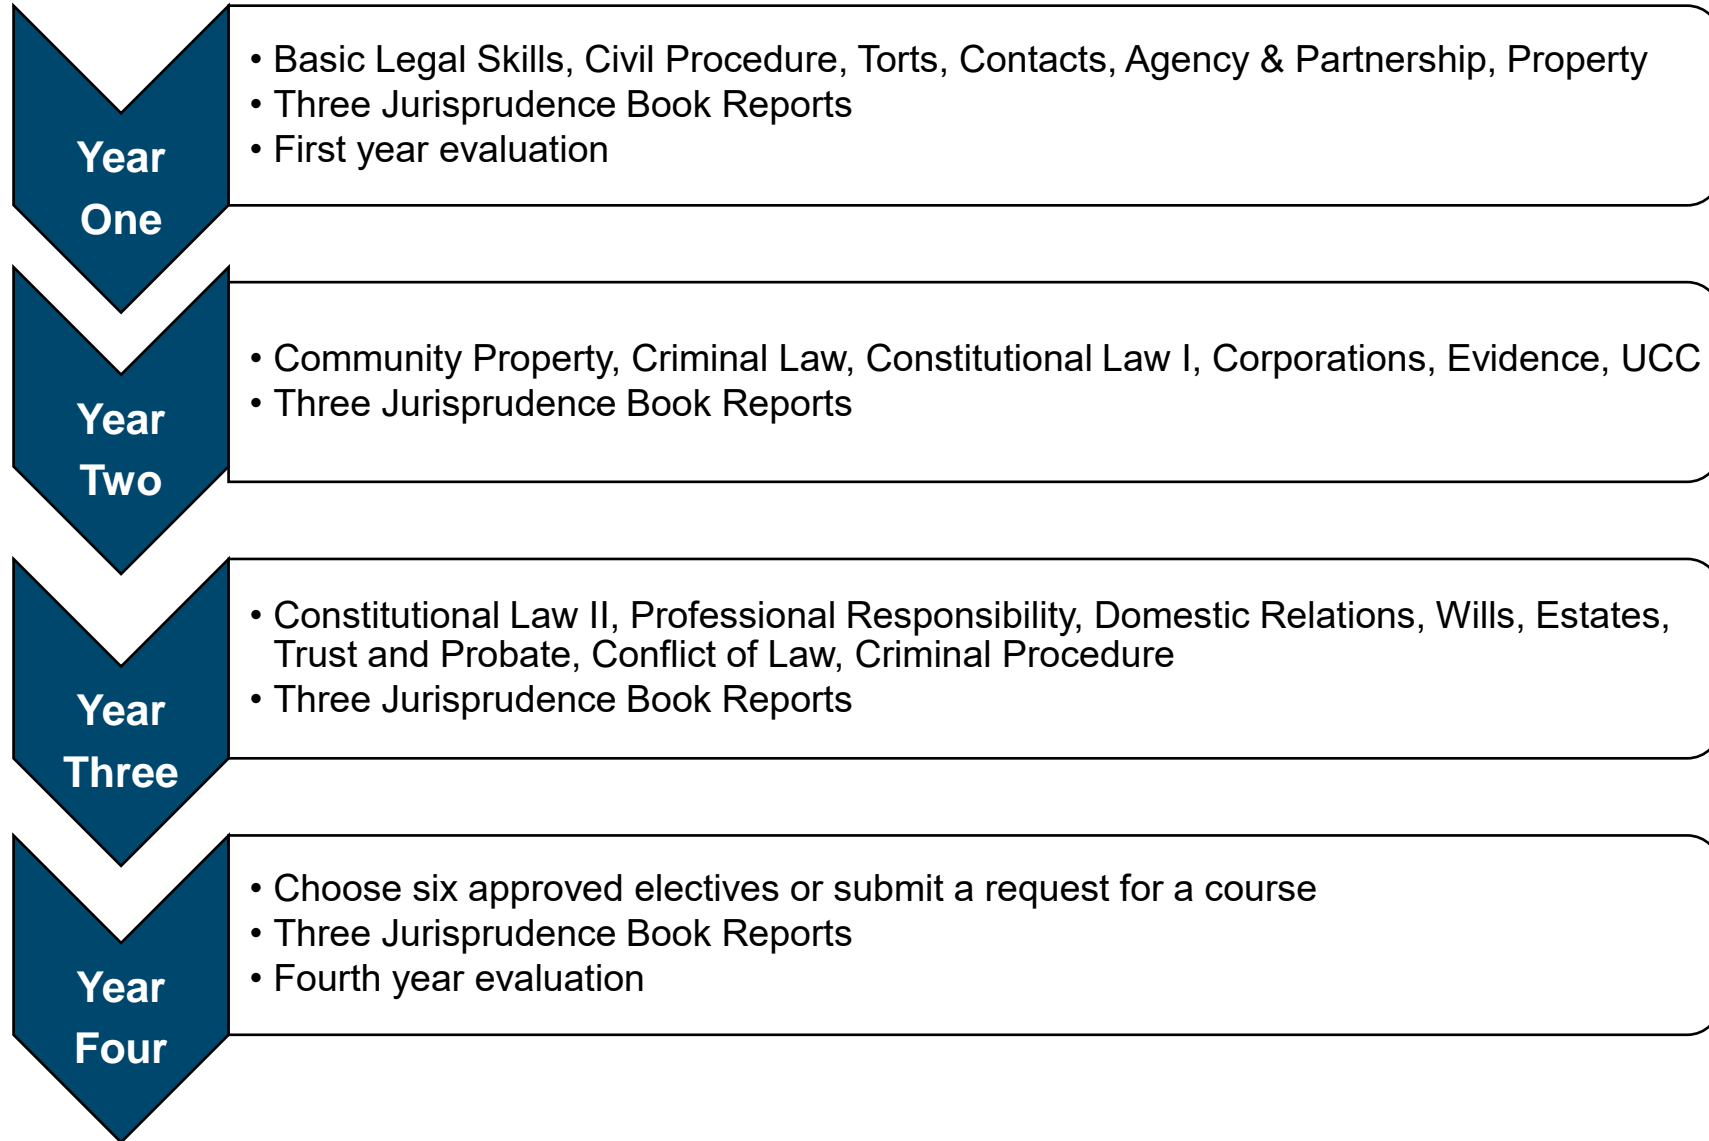 Year
One
• Basic Legal Skills, Civil Procedure, Torts, Contacts, Agency & Partnership, Property
• Three Jurisprudence Book Reports
• First year evaluation
Year
Two
• Community Property, Criminal Law, Constitutional Law I, Corporations, Evidence, UCC
• Three Jurisprudence Book Reports
Year
Three
• Constitutional Law II, Professional Responsibility, Domestic Relations, Wills, Estates,
Trust and Probate, Conflict of Law, Criminal Procedure
• Three Jurisprudence Book Reports
Year
Four
• Choose six approved electives or submit a request for a course
• Three Jurisprudence Book Reports
• Fourth year evaluation